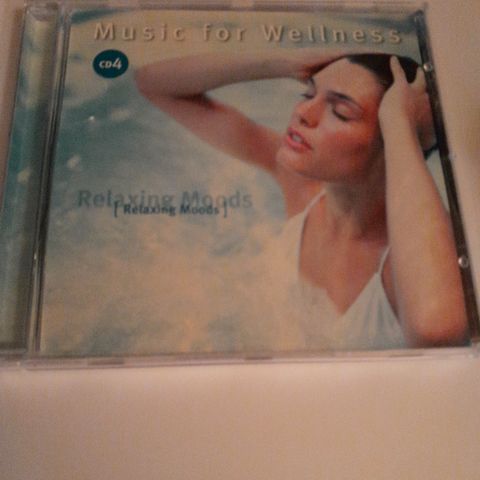 Music for Wellness
CD4
Relaxing Moods
[ Relaxing Moods ]